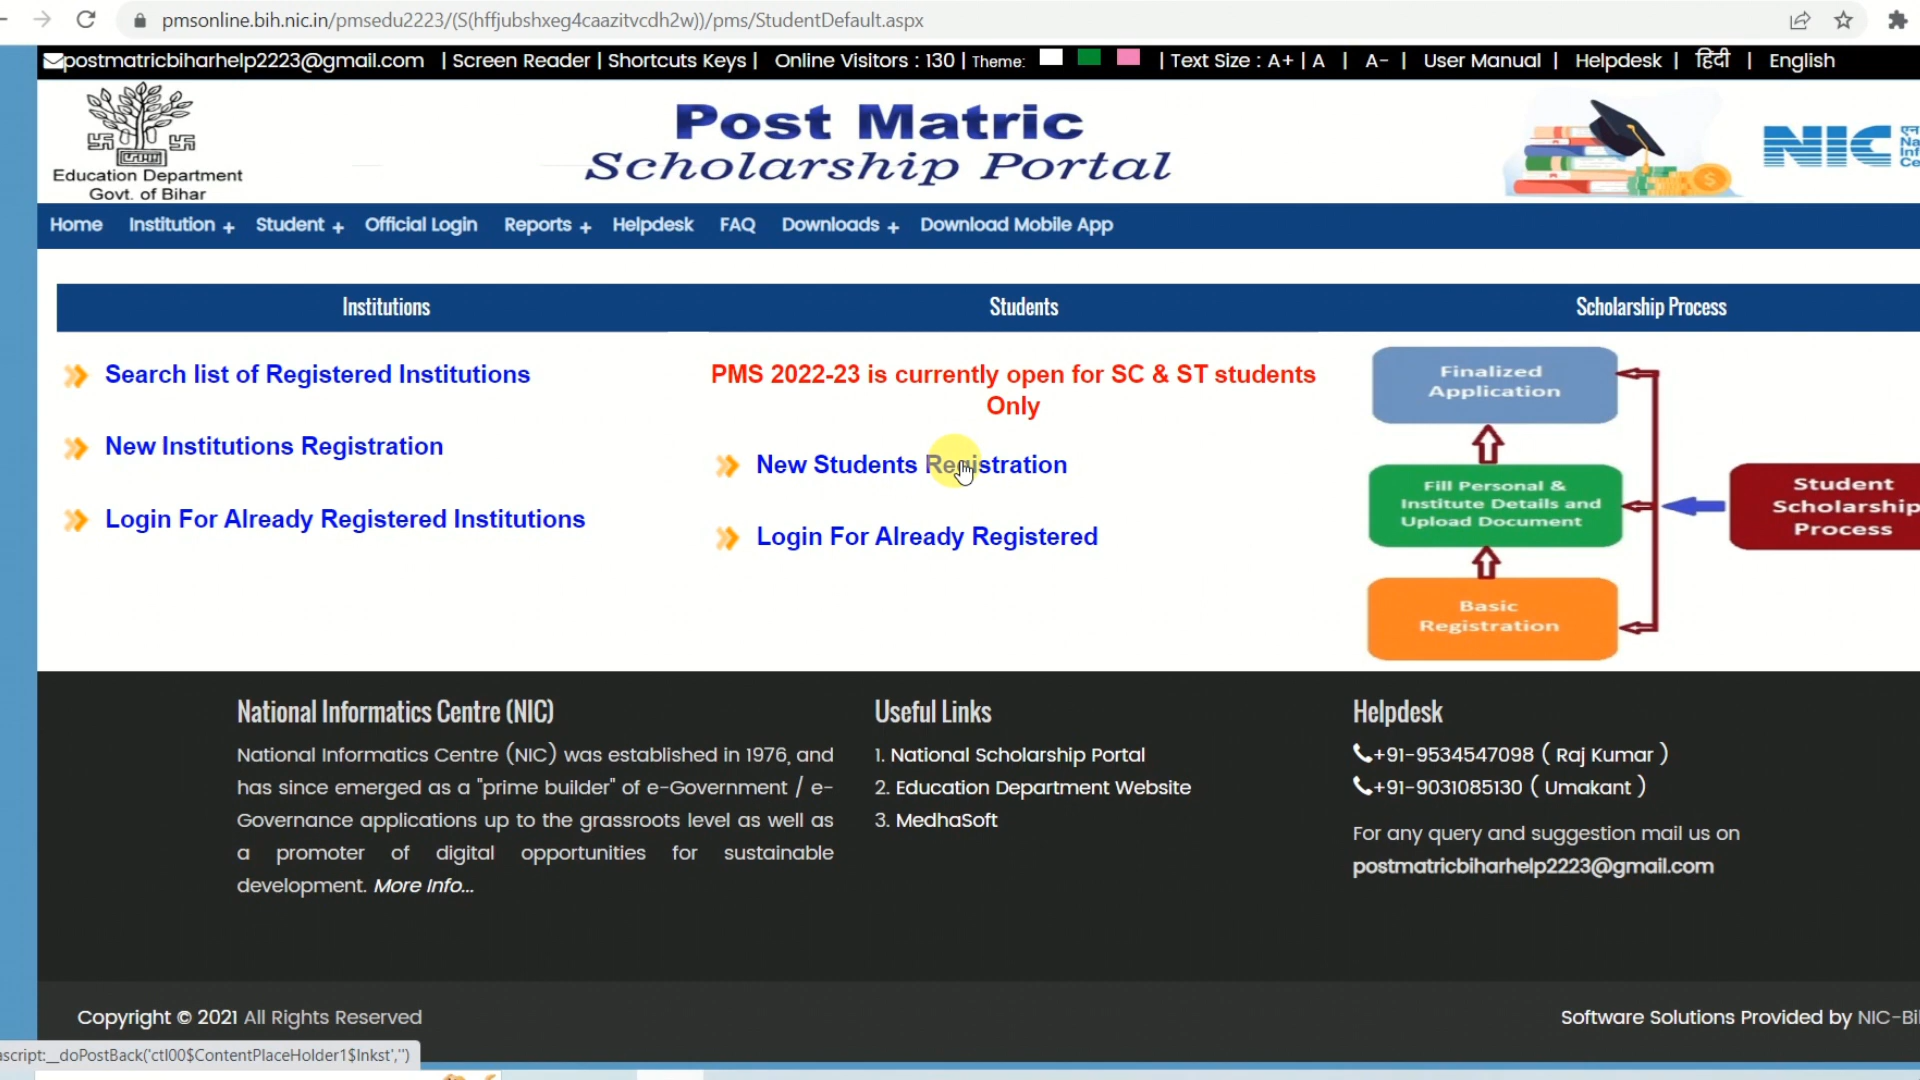 pmsonline.bih.nic.in/pmsedu2223/(S(hffjubshxeg4caazitvcdh2w))/pms/StudentDefault.aspx
postmatricbiharhelp2223@gmail.com | Screen Reader | Shortcuts Keys | Online Visitors : 130 | Theme: | Text Size : A+ | A | A- | User Manual | Helpdesk | हिंदी | English
Education Department
Govt. of Bihar
Post Matric
Scholarship Portal
NIC
Home Institution + Student + Official Login Reports + Helpdesk FAQ Downloads + Download Mobile App
Institutions
Search list of Registered Institutions
New Institutions Registration
Login For Already Registered Institutions
Students
PMS 2022-23 is currently open for SC & ST students
Only
New Students Registration
Login For Already Registered
Scholarship Process
Finalized
Application
Fill Personal &
Institute Details and
Upload Document
Basic
Registration
Student
Scholarship
Process
National Informatics Centre (NIC)
National Informatics Centre (NIC) was established in 1976, and
has since emerged as a "prime builder" of e-Government / e-
Governance applications up to the grassroots level as well as
a promoter of digital opportunities for sustainable
development. More Info...
Useful Links
1. National Scholarship Portal
2. Education Department Website
3. MedhaSoft
Helpdesk
+91-9534547098 ( Raj Kumar )
+91-9031085130 ( Umakant )
For any query and suggestion mail us on
postmatricbiharhelp2223@gmail.com
Copyright © 2021 All Rights Reserved
Software Solutions Provided by NIC-Bi
ascript:__doPostBack('ctl00$ContentPlaceHolder1$lnkst','')